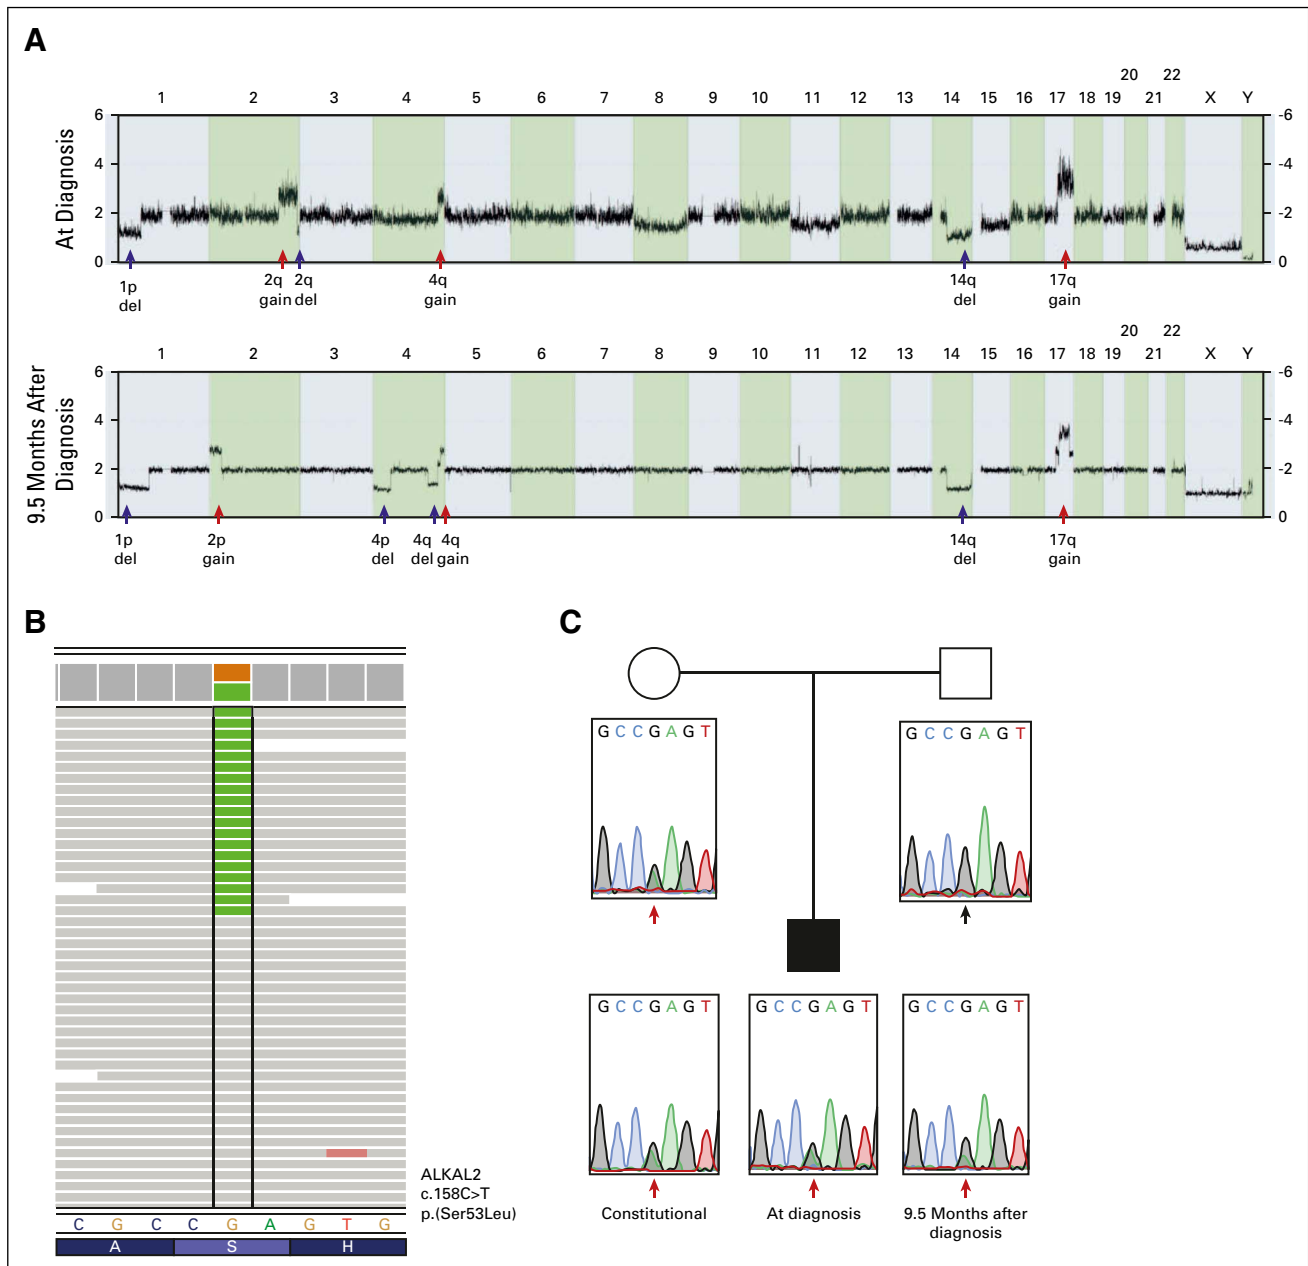 A
20 22
1 2 3 4 5 6 7 8 9 10 11 12 13 14 15 16 17 18 19 21 X Y
At Diagnosis
6 -6
4 -4
2 -2
0 0
1p del
2q gain
2q del
4q gain
14q del
17q gain
20 22
1 2 3 4 5 6 7 8 9 10 11 12 13 14 15 16 17 18 19 21 X Y
9.5 Months After
Diagnosis
6 -6
4 -4
2 -2
0 0
1p del
2p gain
4p del
4q del
4q gain
14q del
17q gain
B
ALKAL2
c.158C>T
p.(Ser53Leu)
C G C C G A G T G
A S H
C
G C C G A G T
G C C G A G T
G C C G A G T
G C C G A G T
G C C G A G T
Constitutional
At diagnosis
9.5 Months after
diagnosis